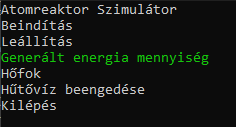 Atomreaktor Szimulátor
Beindítás
Leállítás
Generált energia mennyiség
Hőfok
Hűtővíz beengedése
Kilépés